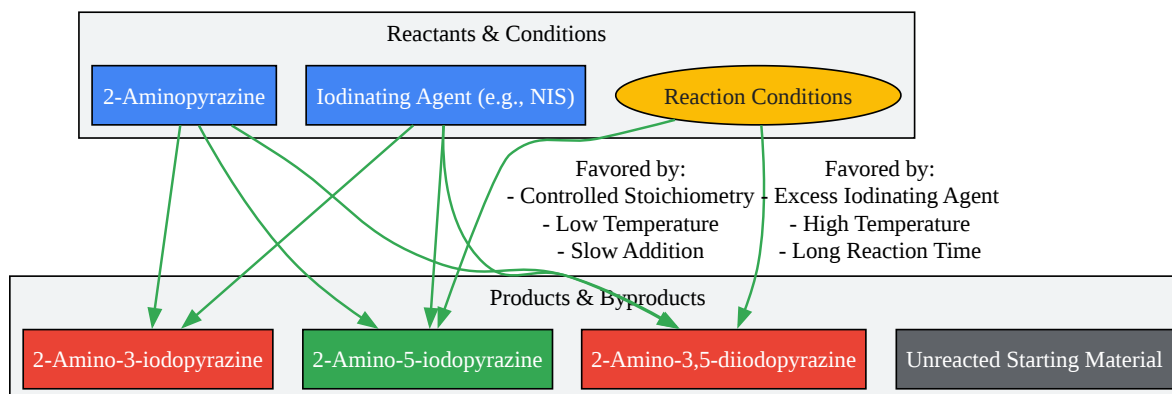 Reactants & Conditions
2-Aminopyrazine
Iodinating Agent (e.g., NIS)
Reaction Conditions
Favored by:
- Controlled Stoichiometry
- Low Temperature
- Slow Addition
Favored by:
- Excess Iodinating Agent
- High Temperature
- Long Reaction Time
Products & Byproducts
2-Amino-3-iodopyrazine
2-Amino-5-iodopyrazine
2-Amino-3,5-diiodopyrazine
Unreacted Starting Material